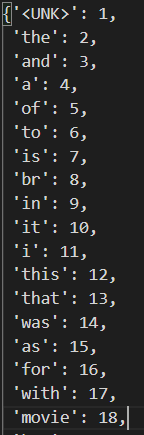 {'<UNK>': 1,
'the': 2,
'and': 3,
'a': 4,
'of': 5,
'to': 6,
'is': 7,
'br': 8,
'in': 9,
'it': 10,
'i': 11,
'this': 12,
'that': 13,
'was': 14,
'as': 15,
'for': 16,
'with': 17,
'movie': 18,